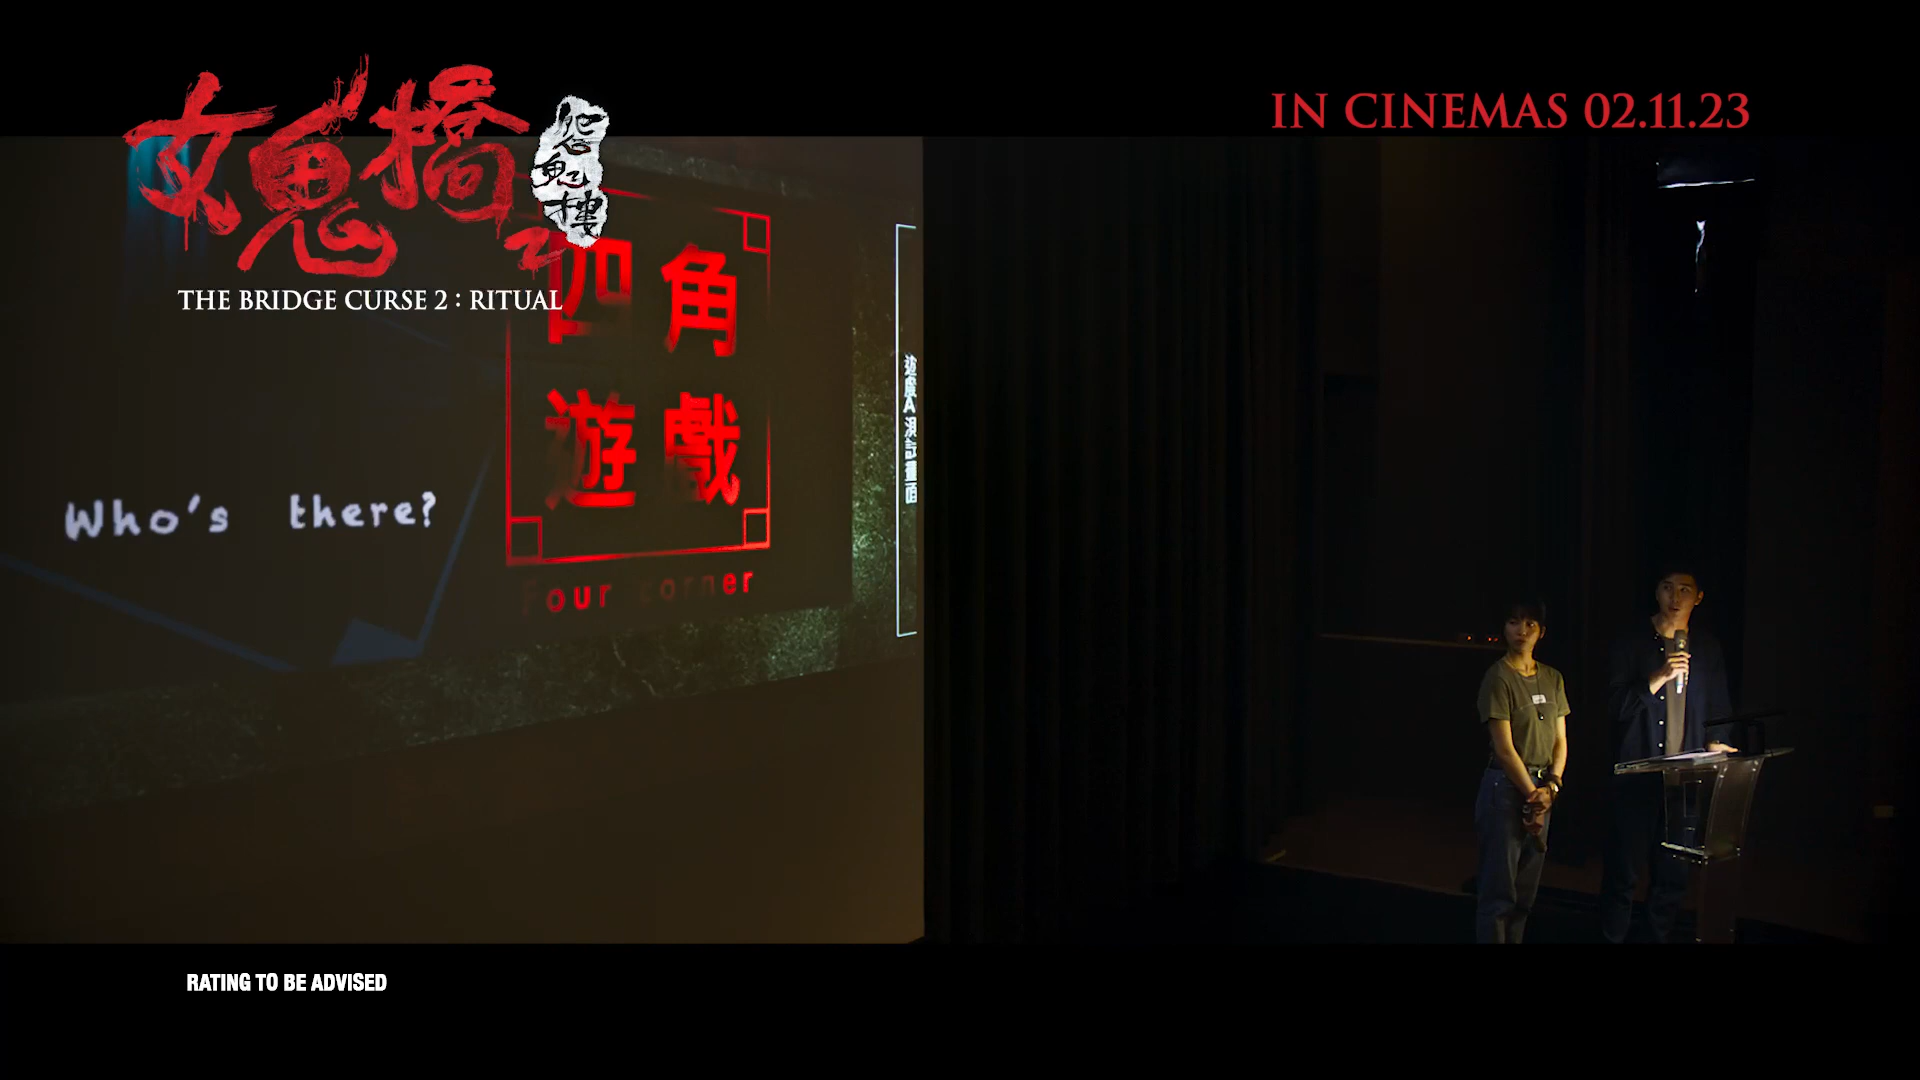 女鬼橋2
怨鬼樓
THE BRIDGE CURSE 2 : RITUAL
IN CINEMAS 02.11.23
四角
遊戲
Four corner
Who's there?
RATING TO BE ADVISED